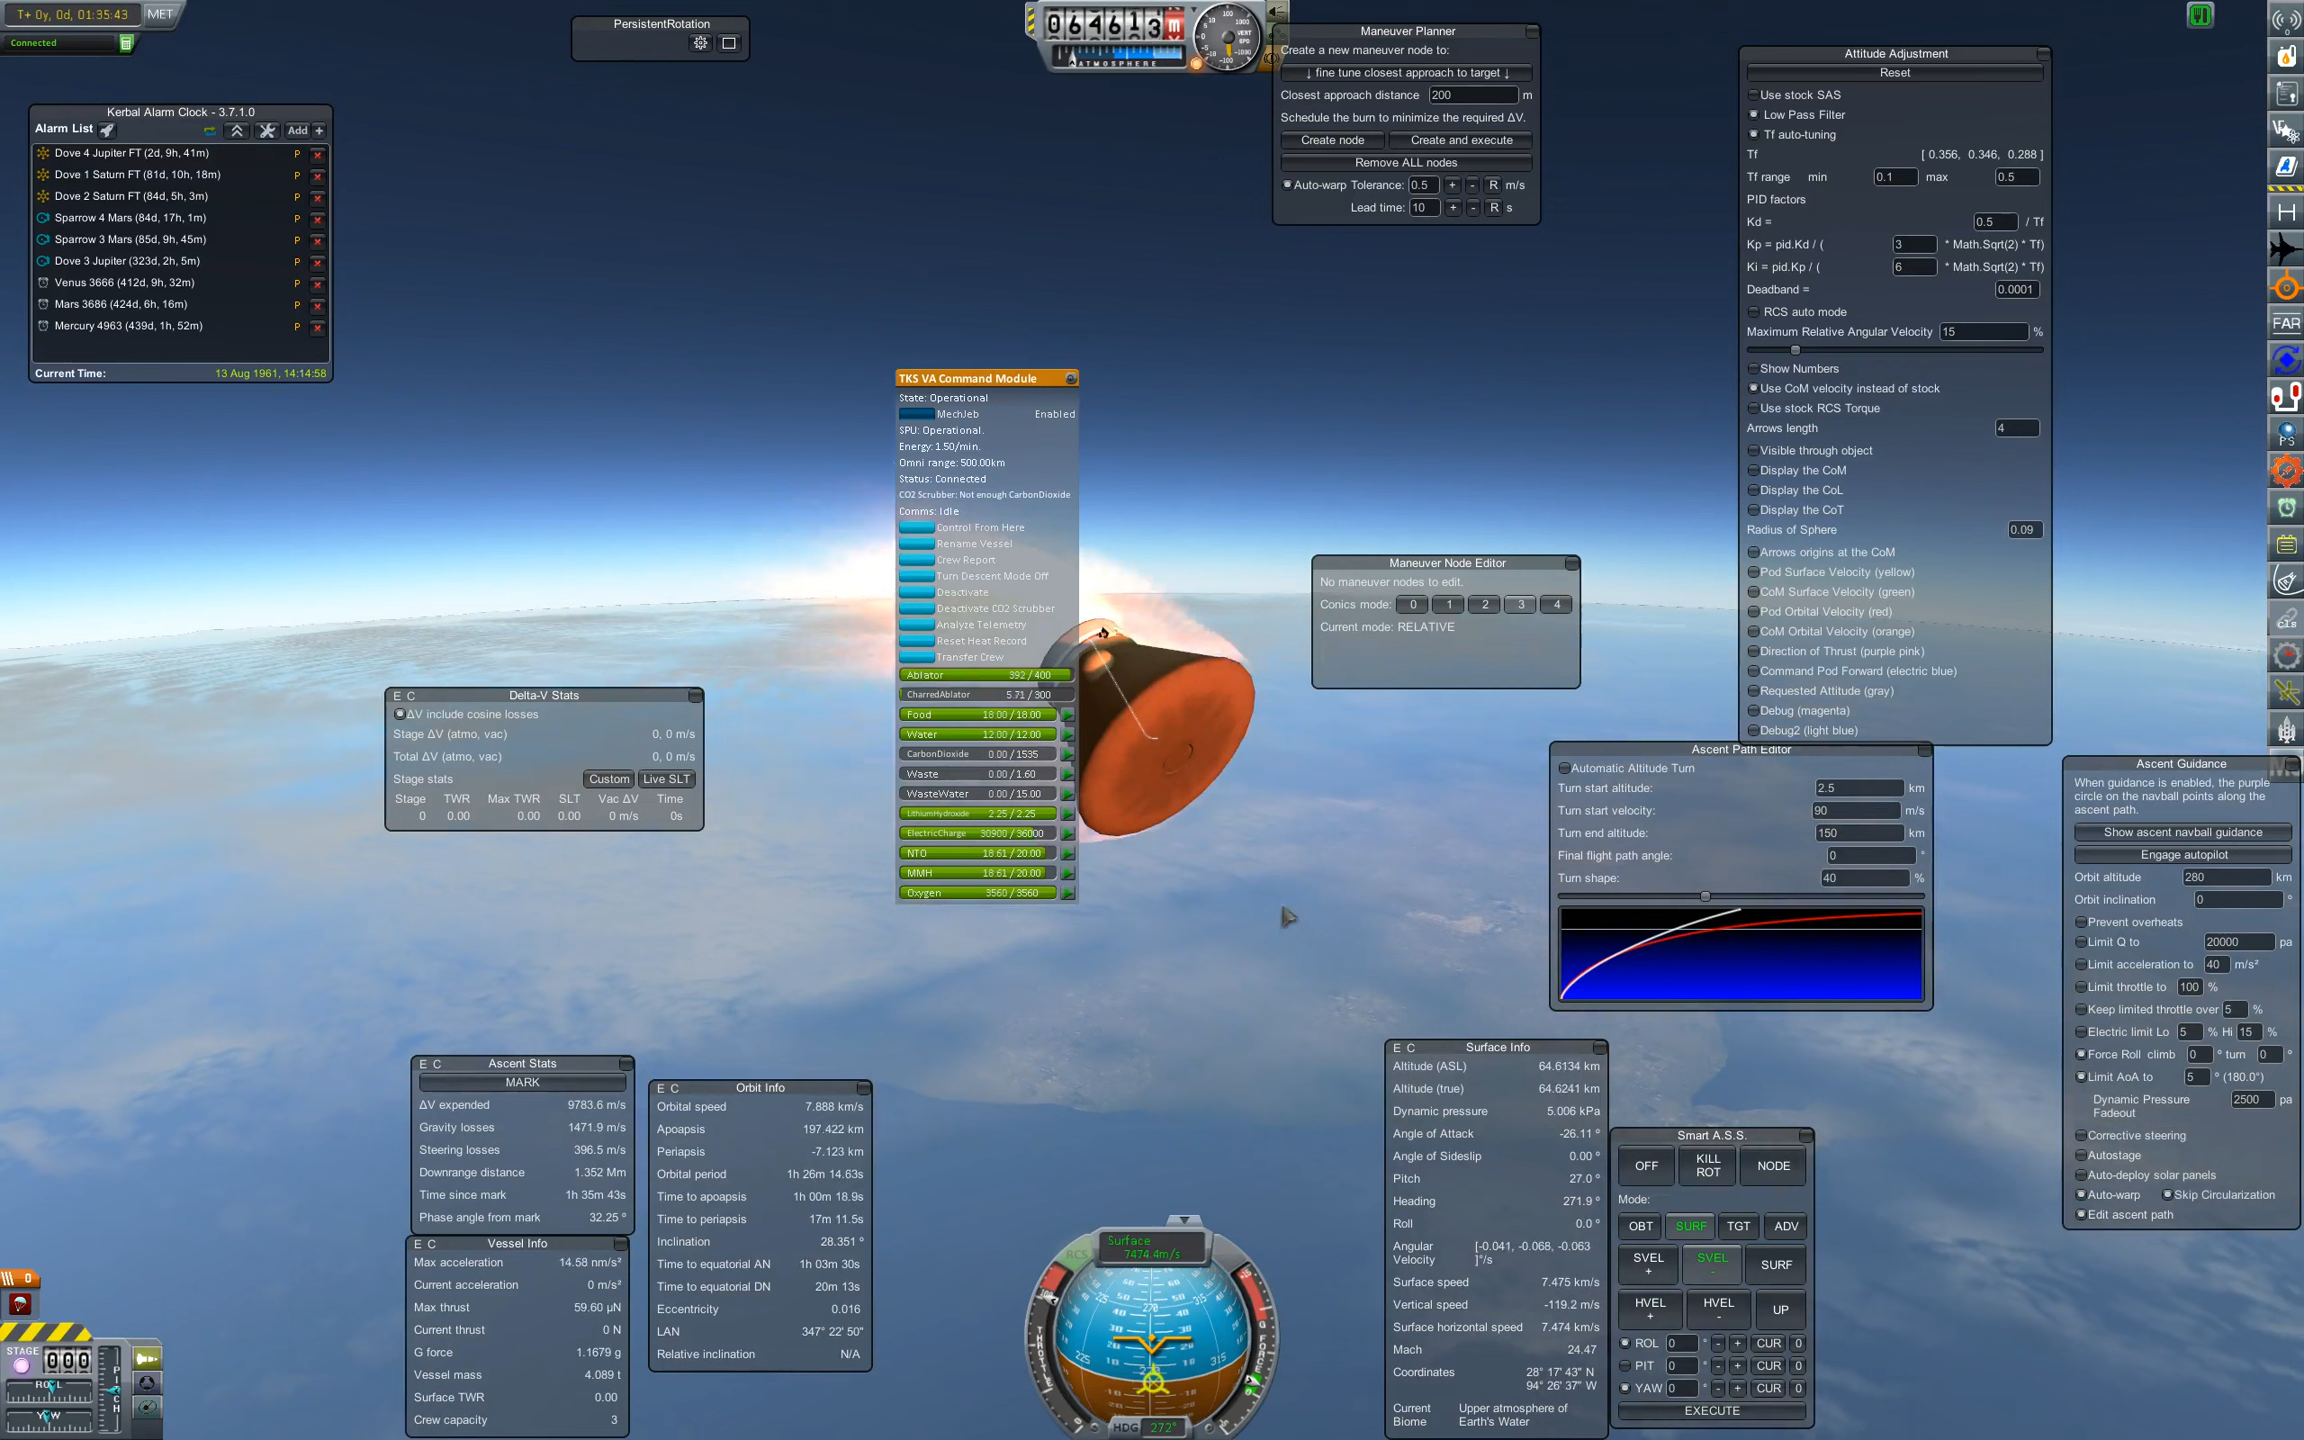 T+ 0y, 0d, 01:35:43 MET
Connected
PersistentRotation
064613 m
ATMOSPHERE
Kerbal Alarm Clock - 3.7.1.0
Alarm List Add +
Dove 4 Jupiter FT (2d, 9h, 41m) P
Dove 1 Saturn FT (81d, 10h, 18m) P
Dove 2 Saturn FT (84d, 5h, 3m) P
Sparrow 4 Mars (84d, 17h, 1m) P
Sparrow 3 Mars (85d, 9h, 45m) P
Dove 3 Jupiter (323d, 2h, 5m) P
Venus 3666 (412d, 9h, 32m) P
Mars 3686 (424d, 6h, 16m) P
Mercury 4963 (439d, 1h, 52m) P
Current Time: 13 Aug 1961, 14:14:58
Maneuver Planner
Create a new maneuver node to:
↓ fine tune closest approach to target ↓
Closest approach distance 200 m
Schedule the burn to minimize the required ΔV.
Create node Create and execute
Remove ALL nodes
Auto-warp Tolerance: 0.5 + - R m/s
Lead time: 10 + - R s
Attitude Adjustment
Reset
Use stock SAS
Low Pass Filter
Tf auto-tuning
Tf [ 0.356, 0.346, 0.288 ]
Tf range min 0.1 max 0.5
PID factors
Kd = 0.5 / Tf
Kp = pid.Kd / ( 3 * Math.Sqrt(2) * Tf)
Ki = pid.Kp / ( 6 * Math.Sqrt(2) * Tf)
Deadband = 0.0001
RCS auto mode
Maximum Relative Angular Velocity 15 %
Show Numbers
Use CoM velocity instead of stock
Use stock RCS Torque
Arrows length 4
Visible through object
Display the CoM
Display the CoL
Display the CoT
Radius of Sphere 0.09
Arrows origins at the CoM
Pod Surface Velocity (yellow)
CoM Surface Velocity (green)
Pod Orbital Velocity (red)
CoM Orbital Velocity (orange)
Direction of Thrust (purple pink)
Command Pod Forward (electric blue)
Requested Attitude (gray)
Debug (magenta)
Debug2 (light blue)
FAR
PS
cls
TKS VA Command Module
State: Operational
MechJeb Enabled
SPU: Operational.
Energy: 1.50/min.
Omni range: 500.00km
Status: Connected
CO2 Scrubber: Not enough CarbonDioxide
Comms: Idle
Control From Here
Rename Vessel
Crew Report
Turn Descent Mode Off
Deactivate
Deactivate CO2 Scrubber
Analyze Telemetry
Reset Heat Record
Transfer Crew
Ablator 392 / 400
CharredAblator 5.71 / 300
Food 18.00 / 18.00
Water 12.00 / 12.00
CarbonDioxide 0.00 / 1535
Waste 0.00 / 1.60
WasteWater 0.00 / 15.00
LithiumHydroxide 2.25 / 2.25
ElectricCharge 30900 / 36000
NTO 18.61 / 20.00
MMH 18.61 / 20.00
Oxygen 3560 / 3560
Maneuver Node Editor
No maneuver nodes to edit.
Conics mode: 0 1 2 3 4
Current mode: RELATIVE
E C Delta-V Stats
ΔV include cosine losses
Stage ΔV (atmo, vac) 0, 0 m/s
Total ΔV (atmo, vac) 0, 0 m/s
Stage stats Custom Live SLT
Stage TWR Max TWR SLT Vac ΔV Time
0 0.00 0.00 0.00 0 m/s 0s
Ascent Path Editor
Automatic Altitude Turn
Turn start altitude: 2.5 km
Turn start velocity: 90 m/s
Turn end altitude: 150 km
Final flight path angle: 0 °
Turn shape: 40 %
Ascent Guidance
When guidance is enabled, the purple
circle on the navball points along the
ascent path.
Show ascent navball guidance
Engage autopilot
Orbit altitude 280 km
Orbit inclination 0 °
Prevent overheats
Limit Q to 20000 pa
Limit acceleration to 40 m/s²
Limit throttle to 100 %
Keep limited throttle over 5 %
Electric limit Lo 5 % Hi 15 %
Force Roll climb 0 ° turn 0 °
Limit AoA to 5 ° (180.0°)
Dynamic Pressure
Fadeout 2500 pa
Corrective steering
Autostage
Auto-deploy solar panels
Auto-warp Skip Circularization
Edit ascent path
E C Ascent Stats
MARK
ΔV expended 9783.6 m/s
Gravity losses 1471.9 m/s
Steering losses 396.5 m/s
Downrange distance 1.352 Mm
Time since mark 1h 35m 43s
Phase angle from mark 32.25 °
E C Vessel Info
Max acceleration 14.58 nm/s²
Current acceleration 0 m/s²
Max thrust 59.60 µN
Current thrust 0 N
G force 1.1679 g
Vessel mass 4.089 t
Surface TWR 0.00
Crew capacity 3
E C Orbit Info
Orbital speed 7.888 km/s
Apoapsis 197.422 km
Periapsis -7.123 km
Orbital period 1h 26m 14.63s
Time to apoapsis 1h 00m 18.9s
Time to periapsis 17m 11.5s
Inclination 28.351 °
Time to equatorial AN 1h 03m 30s
Time to equatorial DN 20m 13s
Eccentricity 0.016
LAN 347° 22' 50"
Relative inclination N/A
Surface
7474.4m/s
RCS
HDG 272°
E C Surface Info
Altitude (ASL) 64.6134 km
Altitude (true) 64.6241 km
Dynamic pressure 5.006 kPa
Angle of Attack -26.11 °
Angle of Sideslip 0.00 °
Pitch 27.0 °
Heading 271.9 °
Roll 0.0 °
Angular [-0.041, -0.068, -0.063
Velocity ]°/s
Surface speed 7.475 km/s
Vertical speed -119.2 m/s
Surface horizontal speed 7.474 km/s
Mach 24.47
Coordinates 28° 17' 43" N
94° 26' 37" W
Current Upper atmosphere of
Biome Earth's Water
Smart A.S.S.
OFF KILL ROT NODE
Mode:
OBT SURF TGT ADV
SVEL + SVEL - SURF
HVEL + HVEL - UP
ROL 0 ° - + CUR 0
PIT 0 ° - + CUR 0
YAW 0 ° - + CUR 0
EXECUTE
0
STAGE 000
ROLL
YAW
PITCH